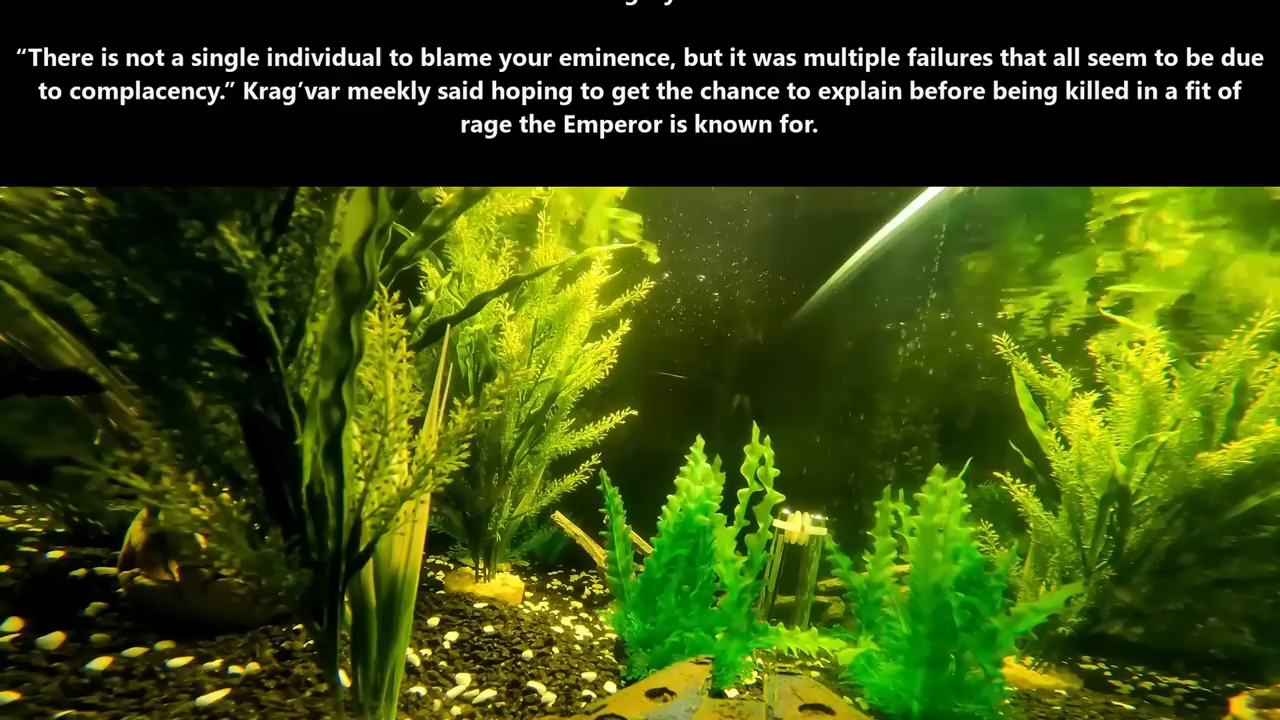 “There is not a single individual to blame your eminence, but it was multiple failures that all seem to be due
to complacency.” Krag’var meekly said hoping to get the chance to explain before being killed in a fit of
rage the Emperor is known for.